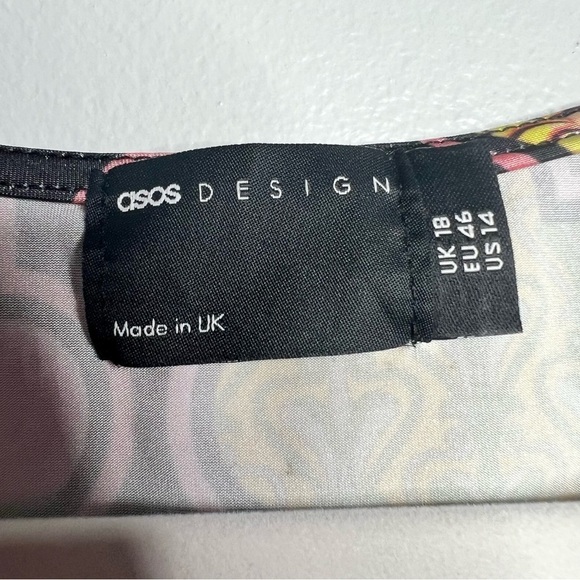 asos DESIGN
Made in UK
UK 18
EU 46
US 14